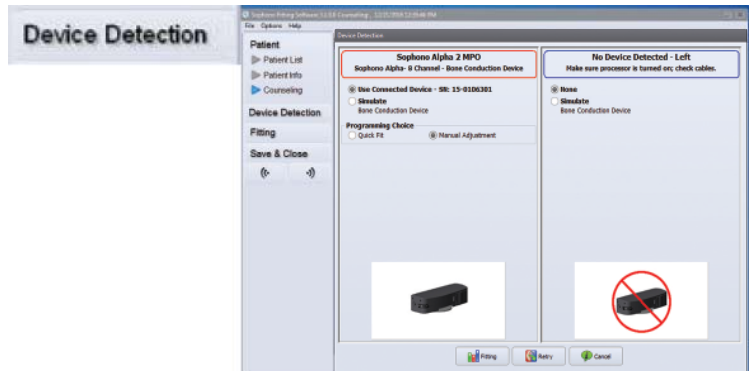 Device Detection
File Options Help
Patient
Patient List
Patient Info
Counseling
Device Detection
Fitting
Save & Close
Device Detection
Sophono Alpha 2 MPO
Sophono Alpha- 8 Channel - Bone Conduction Device
Use Connected Device - SN: 15-0106301
Simulate
Bone Conduction Device
Programming Choice
Quick Fit Manual Adjustment
No Device Detected - Left
Make sure processor is turned on; check cables.
None
Simulate
Bone Conduction Device
Fitting Retry Cancel